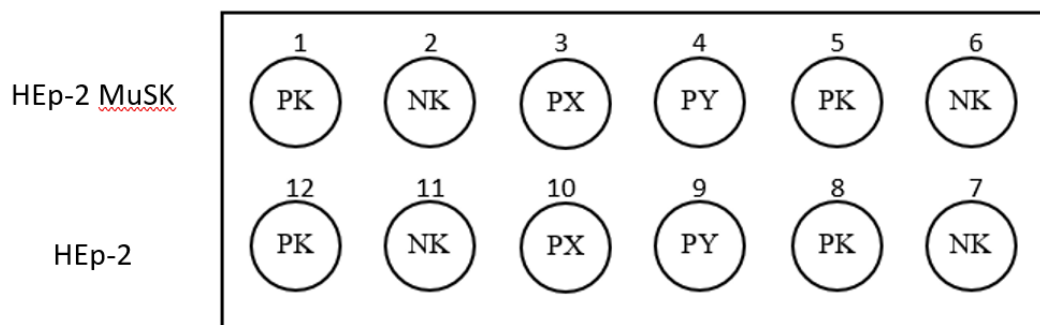 1 2 3 4 5 6
HEp-2 MuSK PK NK PX PY PK NK
12 11 10 9 8 7
HEp-2 PK NK PX PY PK NK